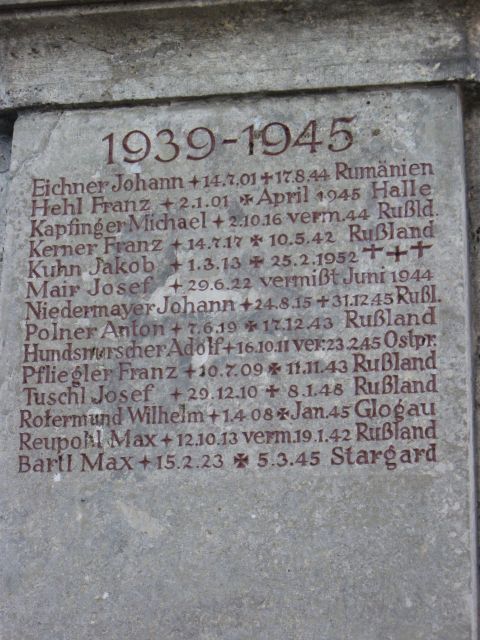 1939-1945
Eichner Johann ✦ 14.7.01 ✠ 17.8.44 Rumänien
Hehl Franz ✦ 2.1.01 ✠ April 1945 Halle
Kapfinger Michael ✦ 2.10.16 verm. 44 Rußld.
Kerner Franz ✦ 14.7.17 ✠ 10.5.42 Rußland
Kuhn Jakob ✦ 1.3.13 ✠ 25.2.1952 +++
Mair Josef ✦ 29.6.22 vermißt Juni 1944
Niedermayer Johann ✦ 24.8.15 + 31.12.45 Rußl.
Polner Anton ✦ 7.6.19 ✠ 17.12.43 Rußland
Hundsrurscher Adolf ✦ 16.10.11 ver. 23.2.45 Ostpr.
Pfliegler Franz ✦ 10.7.09 ✠ 11.11.43 Rußland
Tuschl Josef ✦ 29.12.10 + 8.1.48 Rußland
Rotermund Wilhelm ✦ 1.4.08 ✠ Jan. 45 Glogau
Reupohl Max ✦ 12.10.13 verm. 19.1.42 Rußland
Bartl Max ✦ 15.2.23 ✠ 5.3.45 Stargard